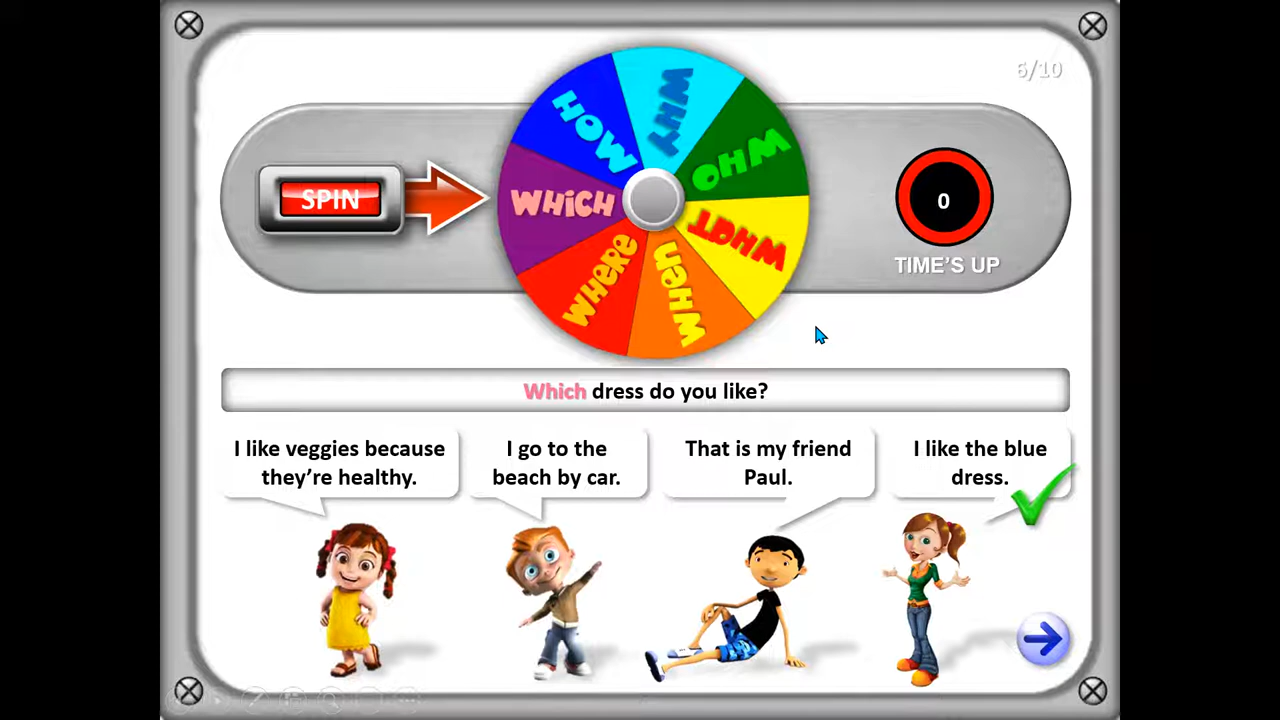 6/10
WHY
HOW
WHO
SPIN
WHICH
0
WHAT
WHERE
WHEN
TIME'S UP
Which dress do you like?
I like veggies because
they're healthy.
I go to the
beach by car.
That is my friend
Paul.
I like the blue
dress.